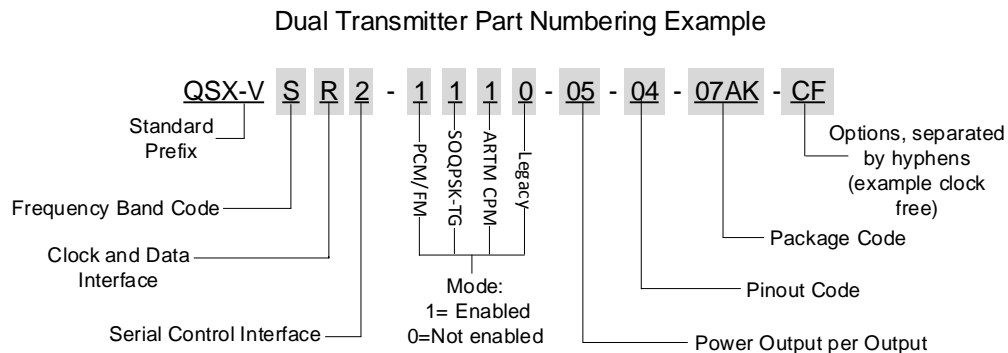 Dual Transmitter Part Numbering Example
QSX-V S R 2 - 1 1 1 0 - 05 - 04 - 07AK - CF
Standard
Prefix
Frequency Band Code
Clock and Data
Interface
Serial Control Interface
PCM/FM
SOQPSK-TG
ARTM CPM
Legacy
Mode:
1= Enabled
0=Not enabled
Options, separated
by hyphens
(example clock
free)
Package Code
Pinout Code
Power Output per Output